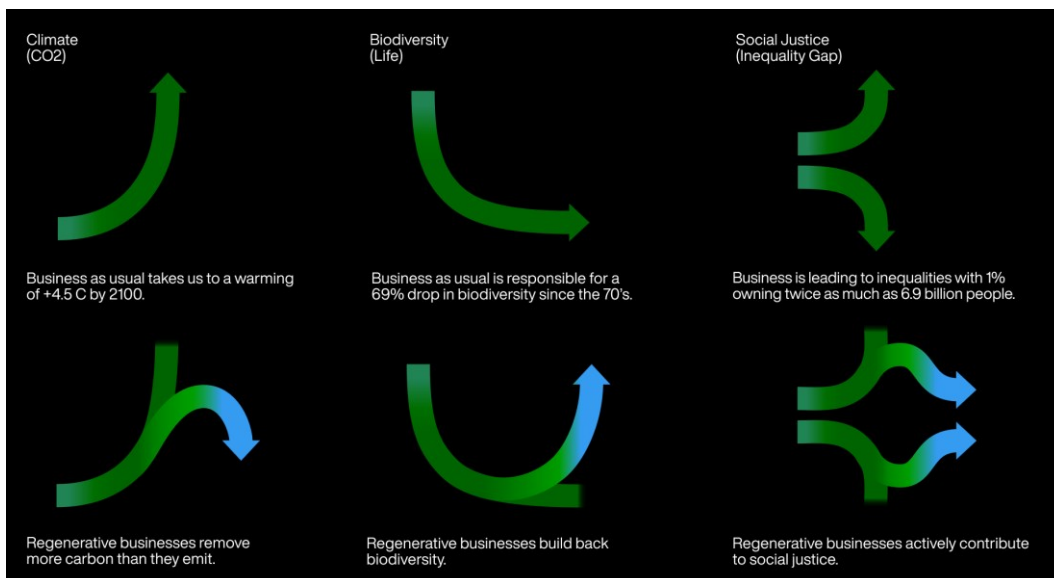 Climate
(CO2)
Biodiversity
(Life)
Social Justice
(Inequality Gap)
Business as usual takes us to a warming
of +4.5 C by 2100.
Business as usual is responsible for a
69% drop in biodiversity since the 70's.
Business is leading to inequalities with 1%
owning twice as much as 6.9 billion people.
Regenerative businesses remove
more carbon than they emit.
Regenerative businesses build back
biodiversity.
Regenerative businesses actively contribute
to social justice.